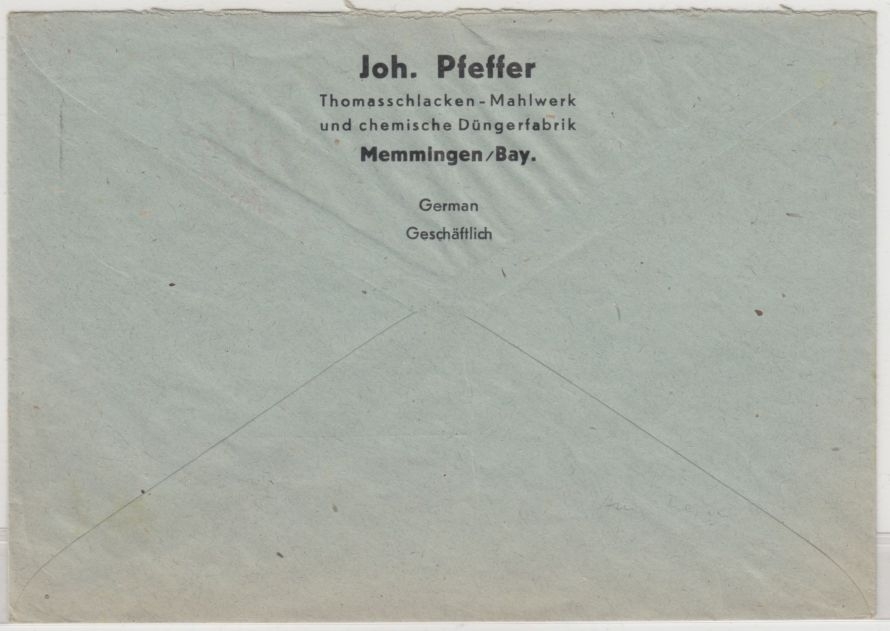 Joh. Pfeffer
Thomasschlacken-Mahlwerk
und chemische Düngerfabrik
Memmingen/Bay.
German
Geschäftlich